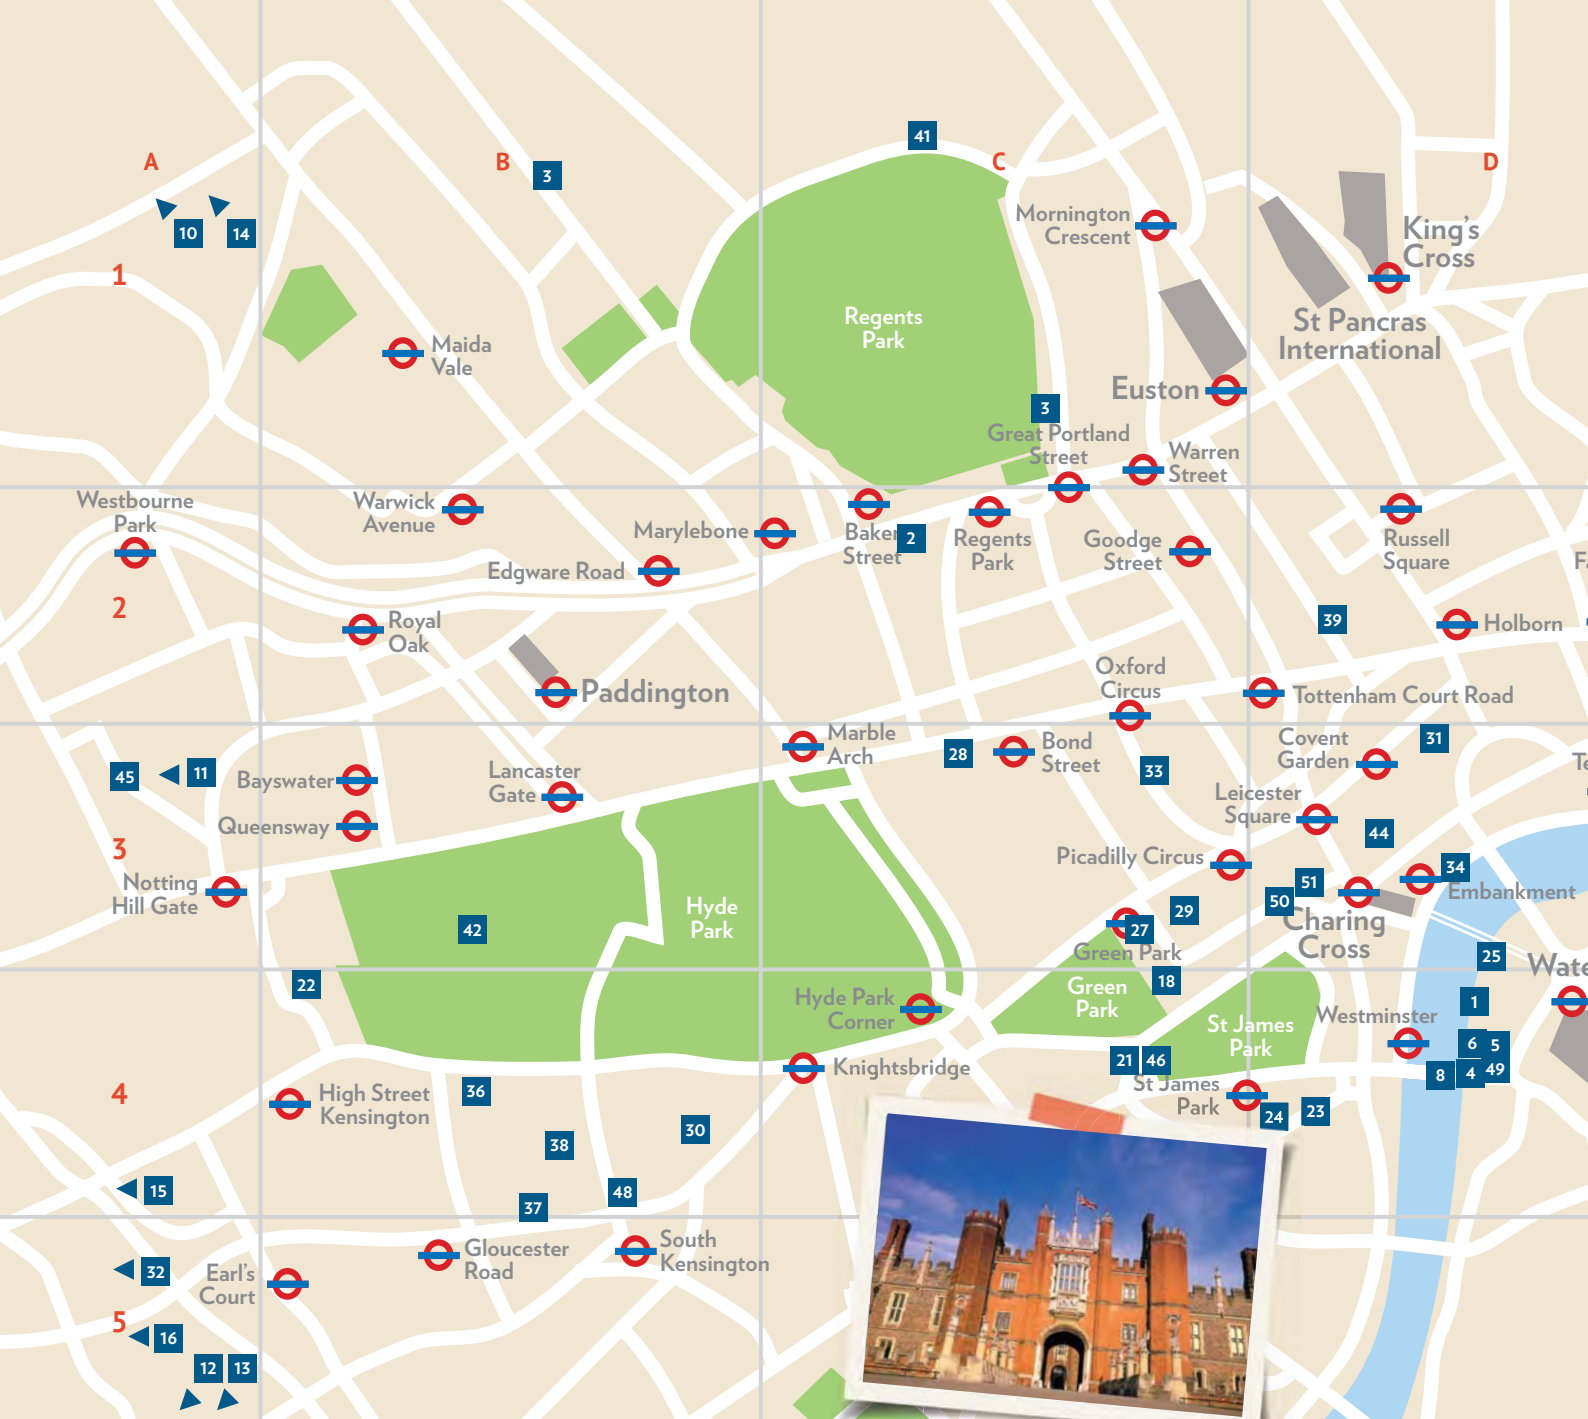 41
A
B
3
C
D
10
14
Mornington
Crescent
King's
Cross
1
Regents
Park
St Pancras
International
Maida
Vale
Euston
3
Great Portland
Street
Warren
Street
Westbourne
Park
Warwick
Avenue
Marylebone
Baker
Street
2
Regents
Park
Goodge
Street
Russell
Square
Edgware Road
2
Royal
Oak
39
Holborn
Oxford
Circus
Paddington
Tottenham Court Road
Marble
Arch
28
Bond
Street
33
Covent
Garden
31
45
11
Bayswater
Lancaster
Gate
Leicester
Square
Queensway
44
3
Picadilly Circus
34
Notting
Hill Gate
51
Embankment
50
Charing
Cross
42
Hyde
Park
29
27
Green Park
25
Wate
22
18
Green
Park
Hyde Park
Corner
1
St James
Park
Westminster
6
5
21
46
Knightsbridge
8
4
49
4
High Street
Kensington
36
St James
Park
24
23
38
30
15
48
37
32
Earl's
Court
Gloucester
Road
South
Kensington
5
16
12
13